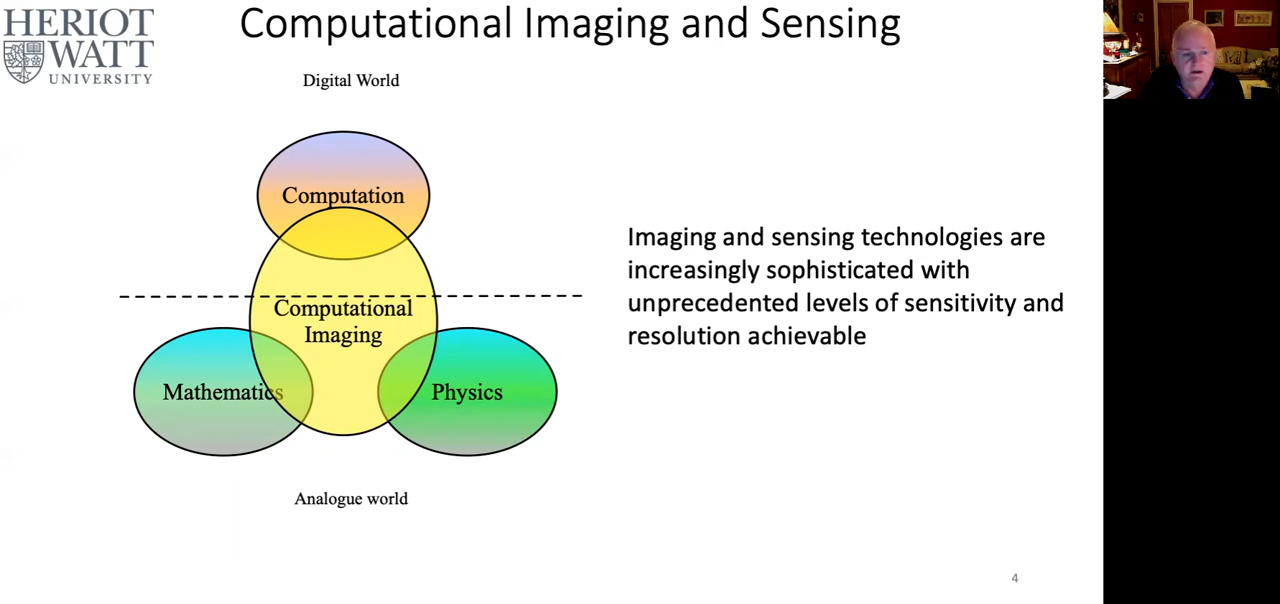 HERIOT
WATT
UNIVERSITY
Computational Imaging and Sensing
Digital World
Computation
Computational
Imaging
Mathematics
Physics
Analogue world
Imaging and sensing technologies are
increasingly sophisticated with
unprecedented levels of sensitivity and
resolution achievable
4